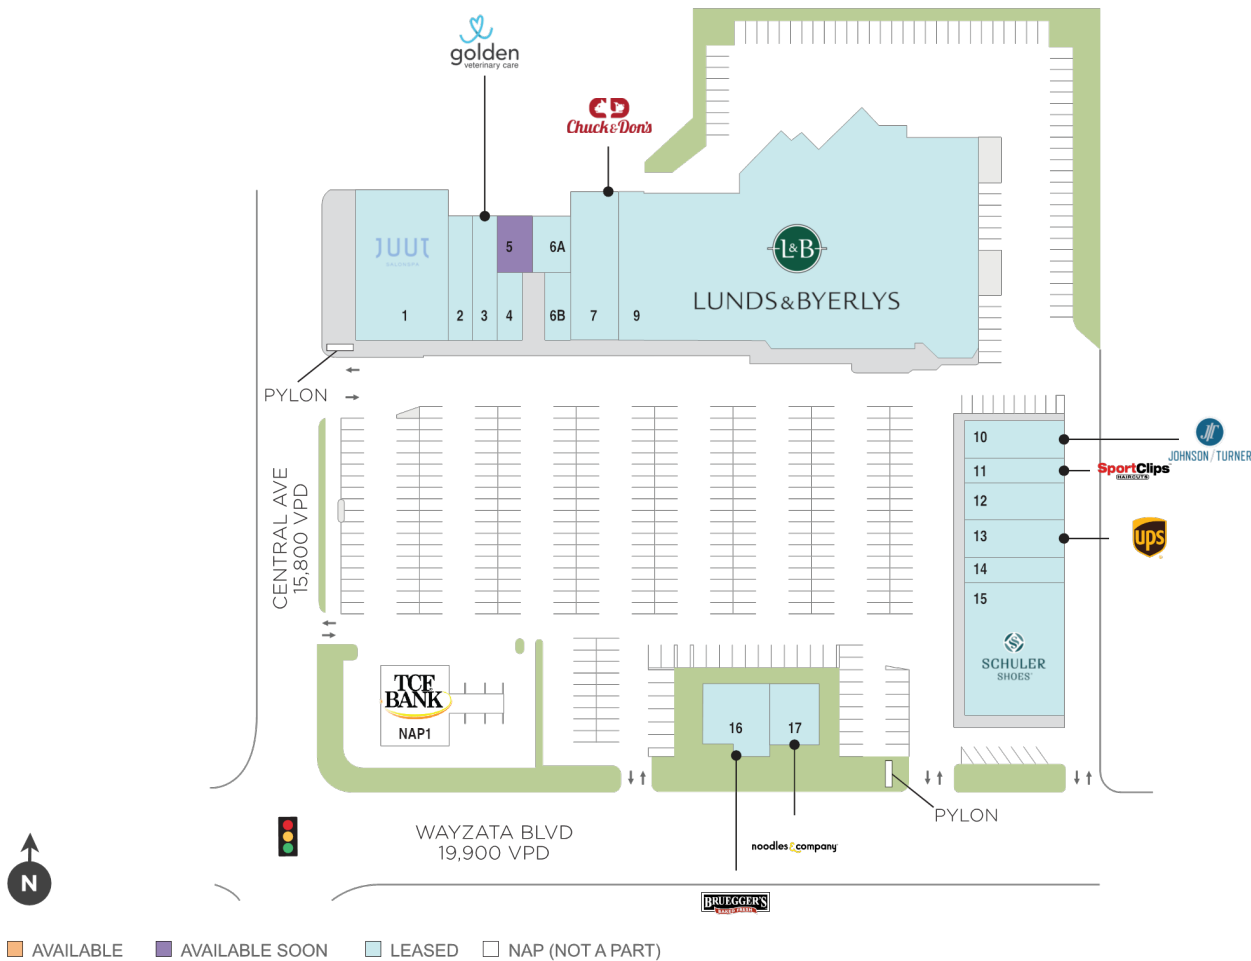 golden
veterinary care
Chuck&Don's
JUUT
SALONSPA
L&B
LUNDS&BYERLYS
5
6A
1
2
3
4
6B
7
9
PYLON
CENTRAL AVE
15,800 VPD
10
11
12
13
14
15
JOHNSON/TURNER
SportClips
HAIRCUTS
ups
S
SCHULER
SHOES
TCF
BANK
NAP1
16
17
PYLON
WAYZATA BLVD
19,900 VPD
noodles&company
BRUEGGER'S
BAKED FRESH
N
AVAILABLE
AVAILABLE SOON
LEASED
NAP (NOT A PART)